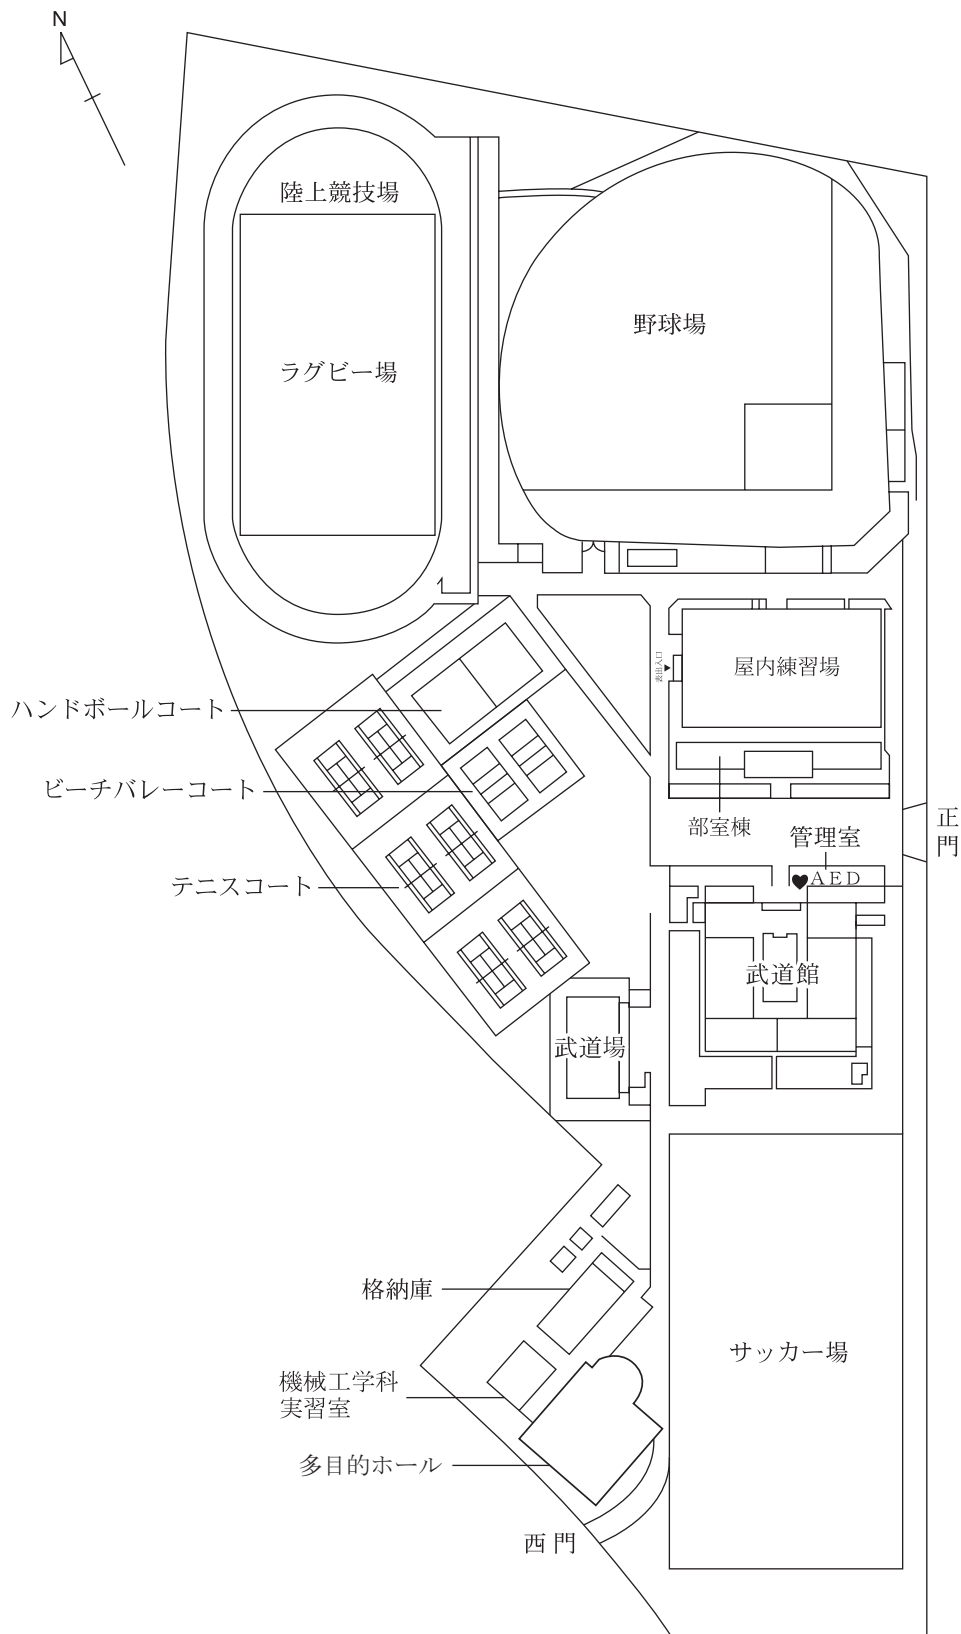 N
陸上競技場
野球場
ラグビー場
屋内練習場
表出入口
ハンドボールコート
ビーチバレーコート
正門
部室棟
管理室
AED
テニスコート
武道館
武道場
格納庫
サッカー場
機械工学科
実習室
多目的ホール
西門